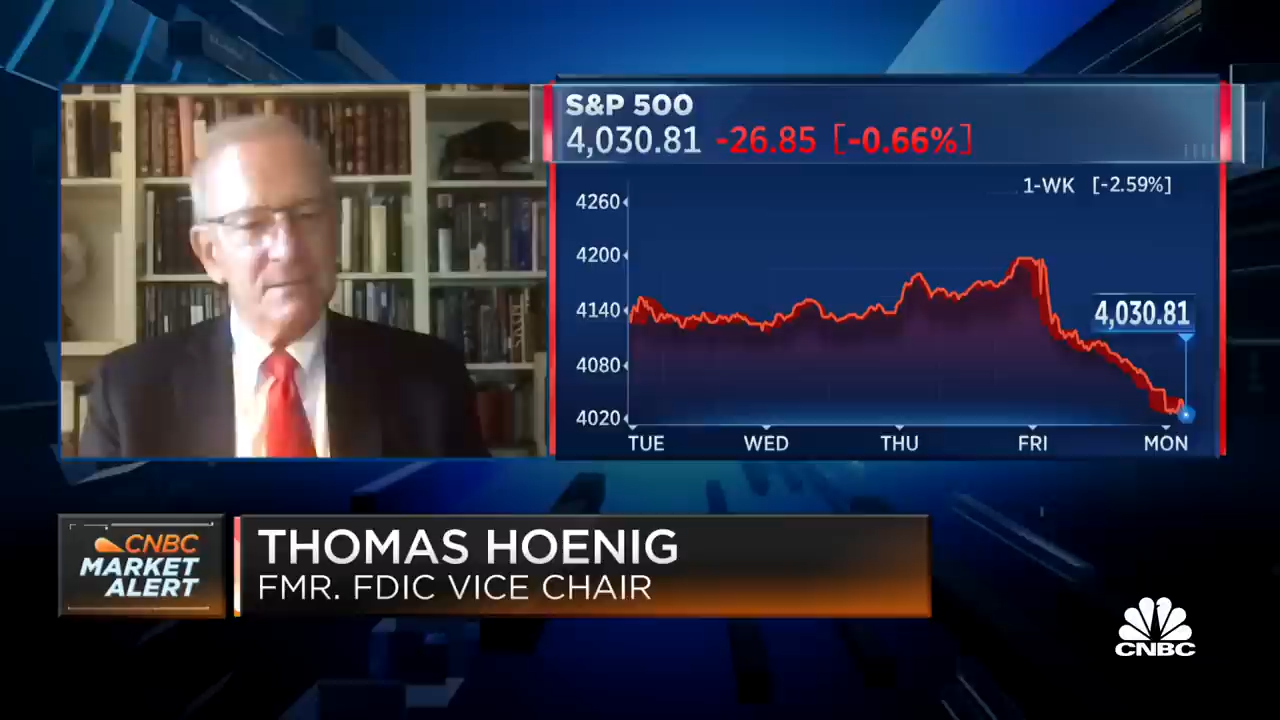 S&P 500
4,030.81 -26.85 [-0.66%]
1-WK [-2.59%]
4260
4200
4140
4080
4020
4,030.81
TUE WED THU FRI MON
CNBC
MARKET
ALERT
THOMAS HOENIG
FMR. FDIC VICE CHAIR
CNBC